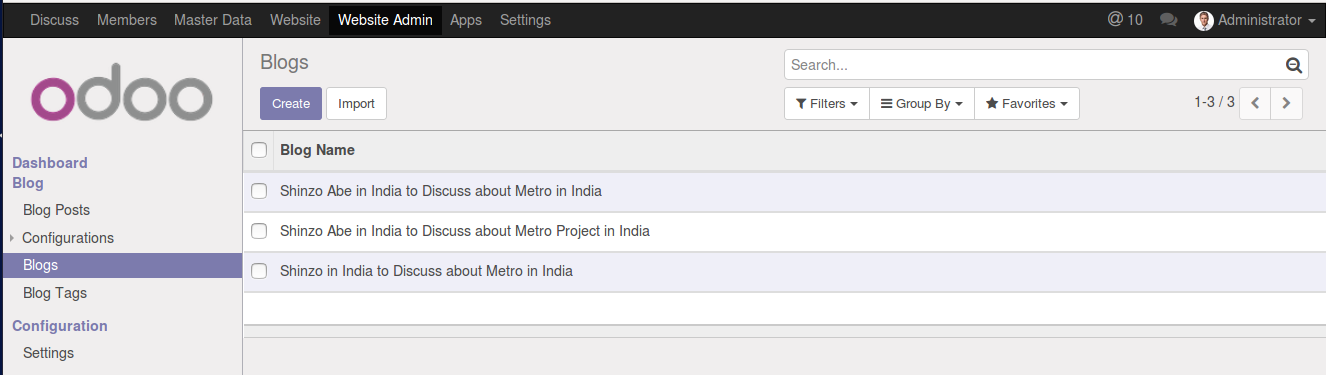 Discuss Members Master Data Website Website Admin Apps Settings @ 10 Administrator
odoo
Blogs
Search...
Create Import
Filters Group By Favorites 1-3 / 3
Dashboard
Blog
Blog Posts
Configurations
Blogs
Blog Tags
Configuration
Settings
Blog Name
Shinzo Abe in India to Discuss about Metro in India
Shinzo Abe in India to Discuss about Metro Project in India
Shinzo in India to Discuss about Metro in India